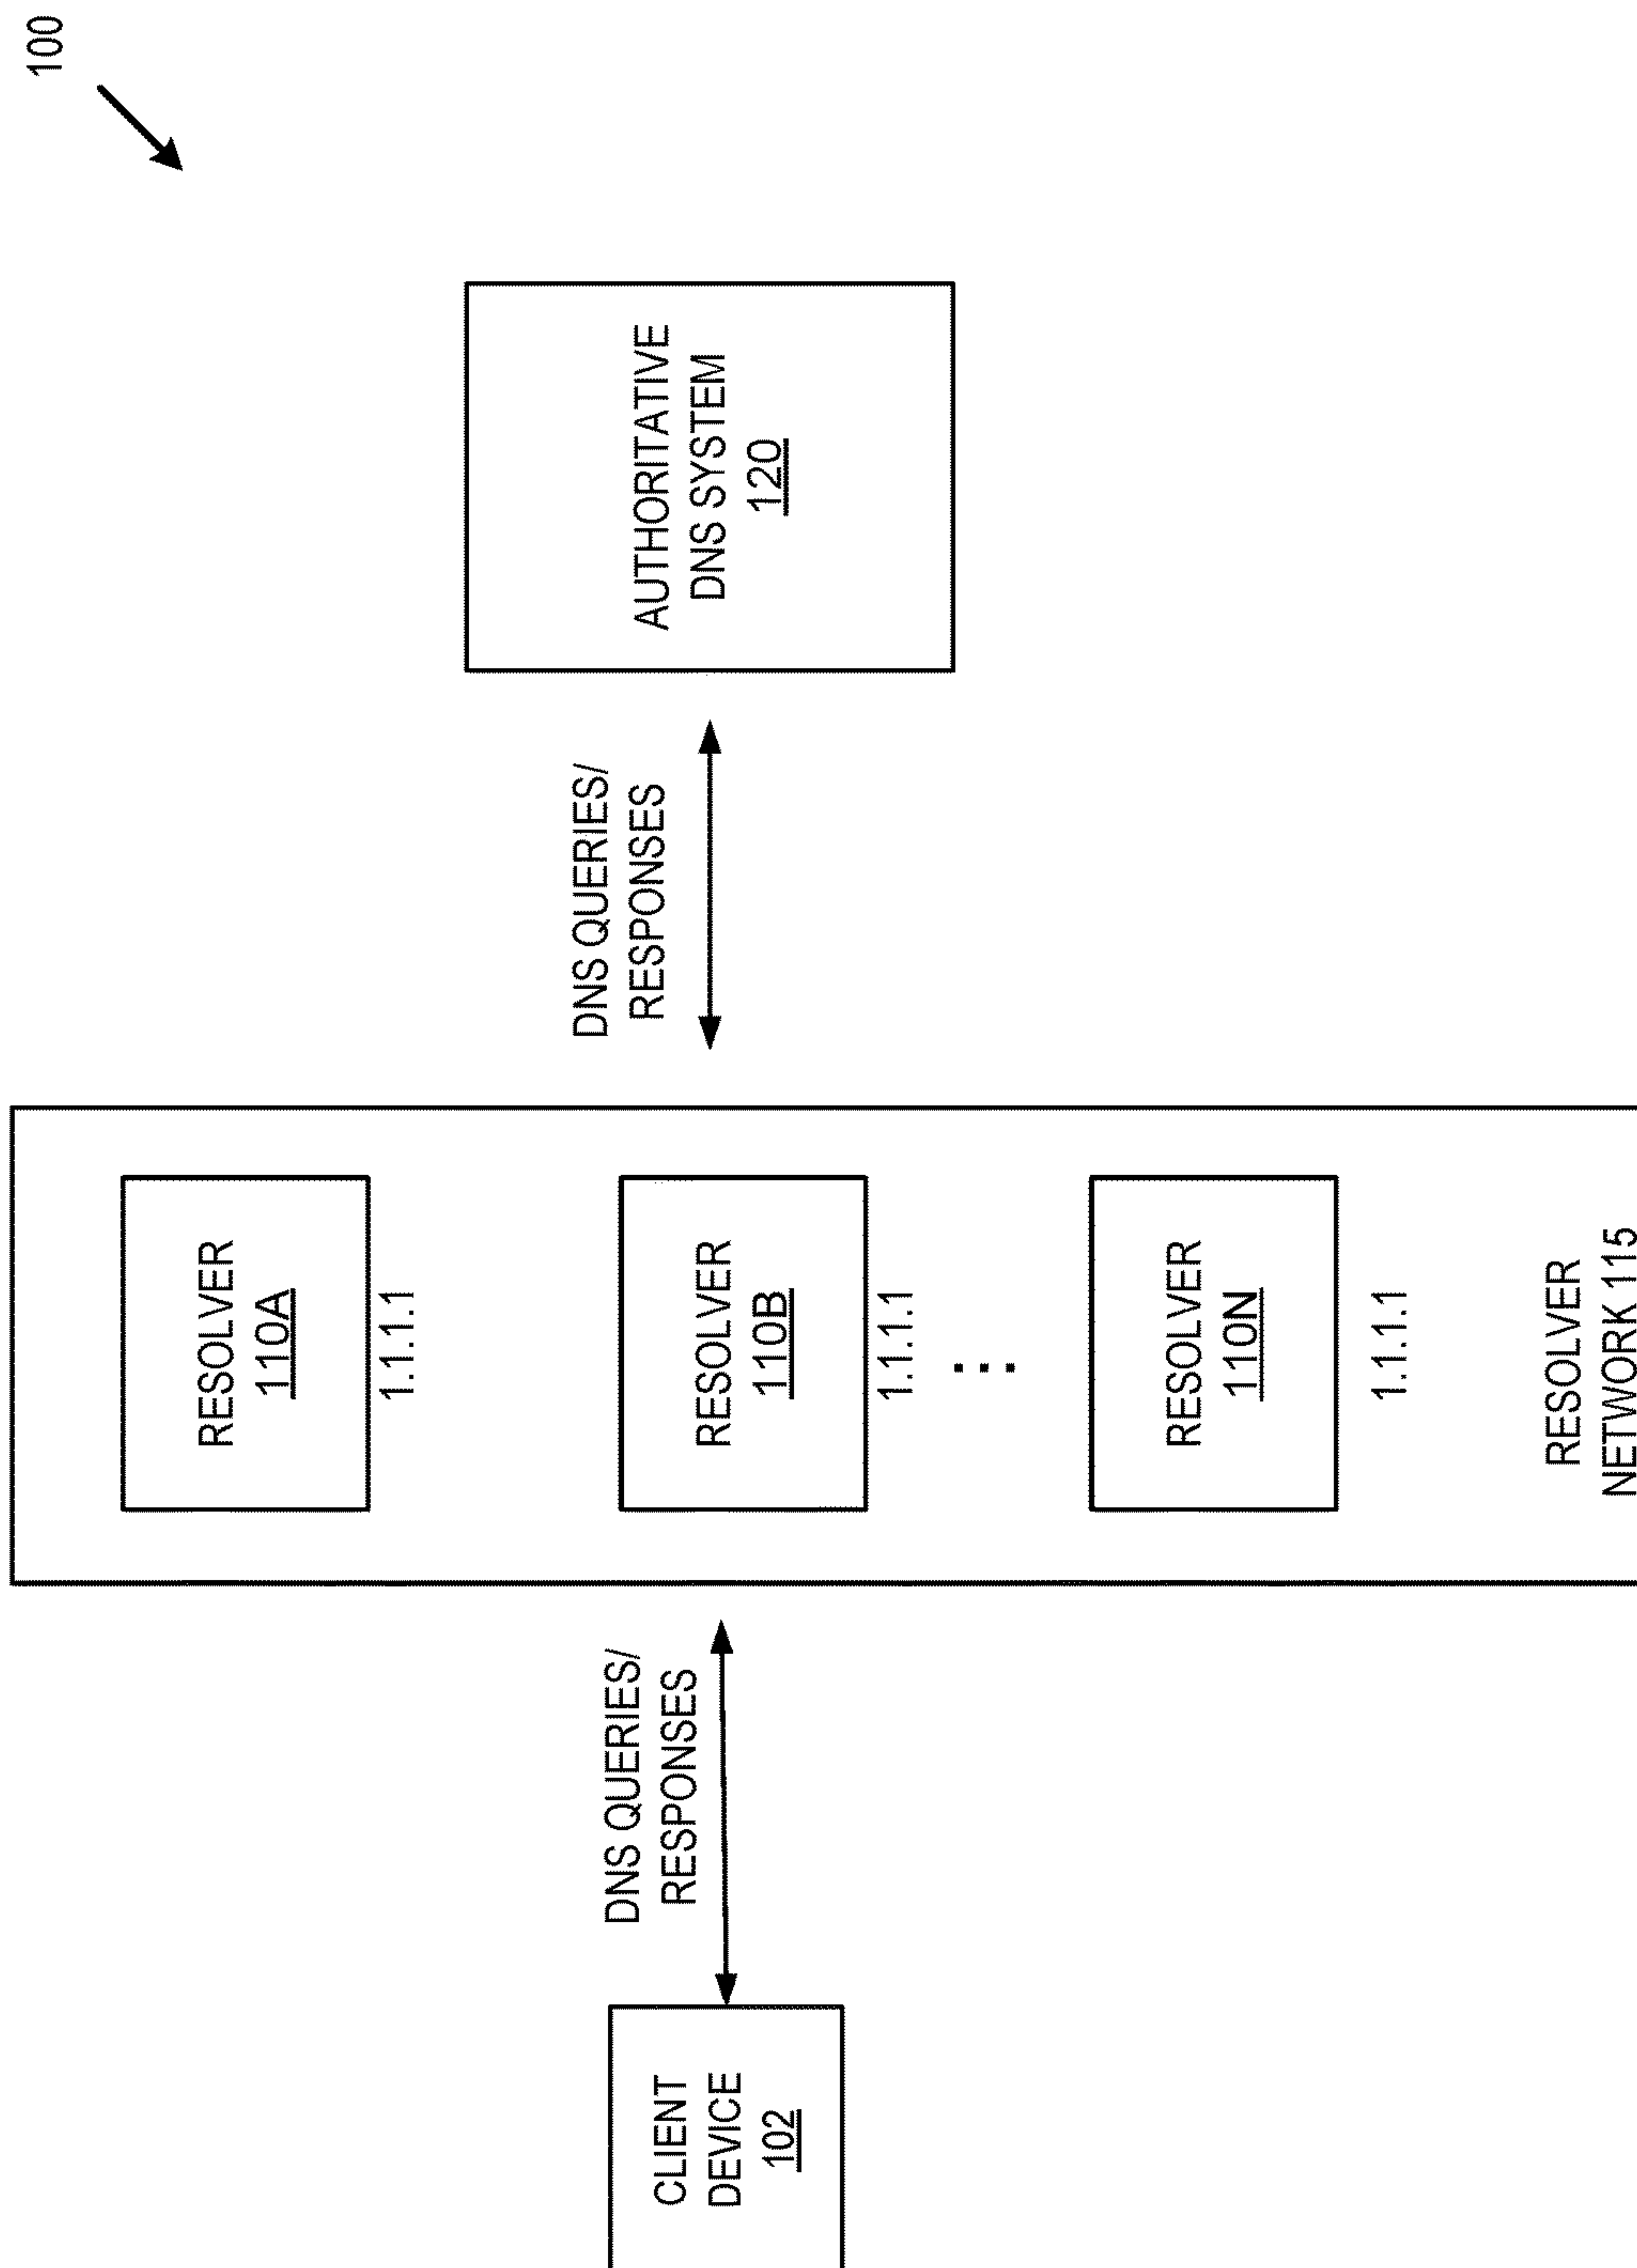 100
CLIENT
DEVICE
102
DNS QUERIES/
RESPONSES
RESOLVER
110A
1.1.1.1
RESOLVER
110B
1.1.1.1
...
RESOLVER
110N
1.1.1.1
RESOLVER
NETWORK 115
DNS QUERIES/
RESPONSES
AUTHORITATIVE
DNS SYSTEM
120